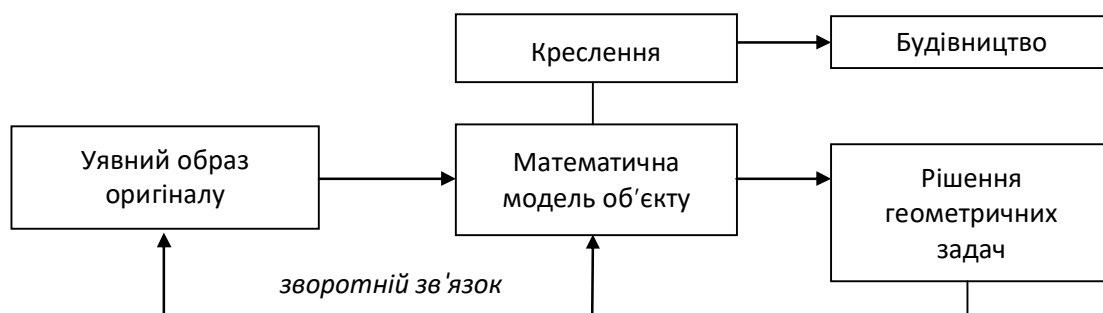 Креслення
Будівництво
Уявний образ
оригіналу
Математична
модель об′єкту
Рішення
геометричних
задач
зворотній зв'язок